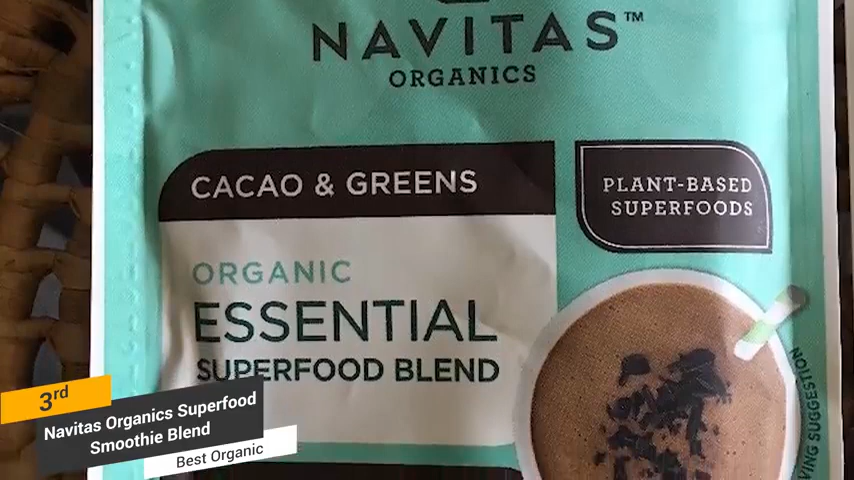 NAVITAS™
ORGANICS
CACAO & GREENS
PLANT-BASED
SUPERFOODS
ORGANIC
ESSENTIAL
SUPERFOOD BLEND
VING SUGGESTION
3rd
Navitas Organics Superfood
Smoothie Blend
Best Organic